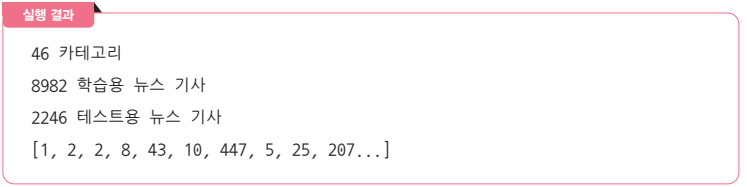 실행 결과
46 카테고리
8982 학습용 뉴스 기사
2246 테스트용 뉴스 기사
[1, 2, 2, 8, 43, 10, 447, 5, 25, 207...]